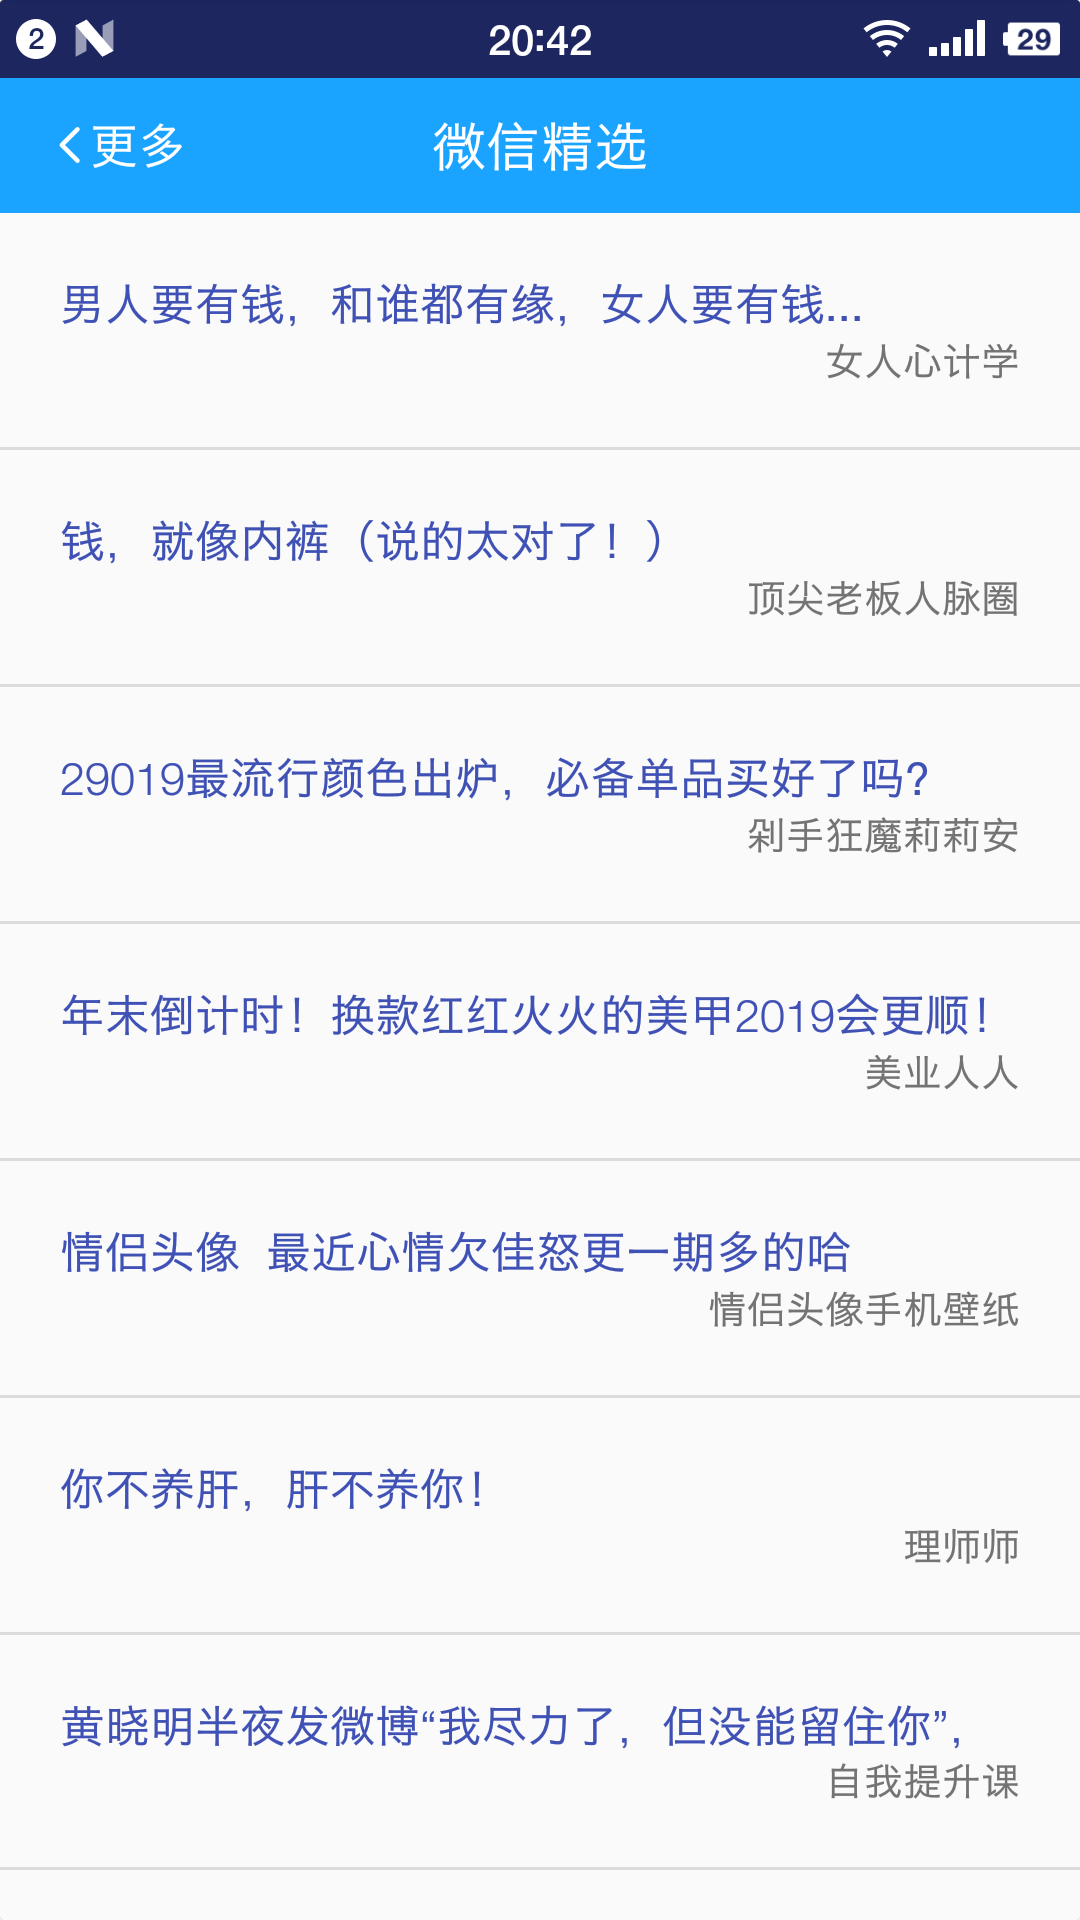 2
20:42
29
更多
微信精选
男人要有钱，和谁都有缘，女人要有钱...
女人心计学
钱，就像内裤（说的太对了！）
顶尖老板人脉圈
29019最流行颜色出炉，必备单品买好了吗?
剁手狂魔莉莉安
年末倒计时！换款红红火火的美甲2019会更顺！
美业人人
情侣头像 最近心情欠佳怒更一期多的哈
情侣头像手机壁纸
你不养肝，肝不养你！
理师师
黄晓明半夜发微博“我尽力了，但没能留住你”，
自我提升课